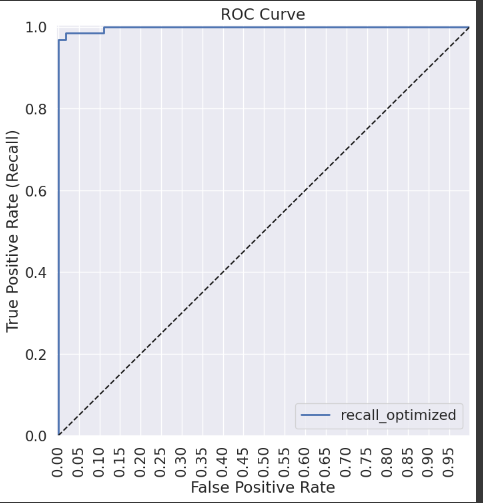 ROC Curve
1.0
0.8
0.6
0.4
0.2
0.0
True Positive Rate (Recall)
recall_optimized
0.00 0.05 0.10 0.15 0.20 0.25 0.30 0.35 0.40 0.45 0.50 0.55 0.60 0.65 0.70 0.75 0.80 0.85 0.90 0.95
False Positive Rate